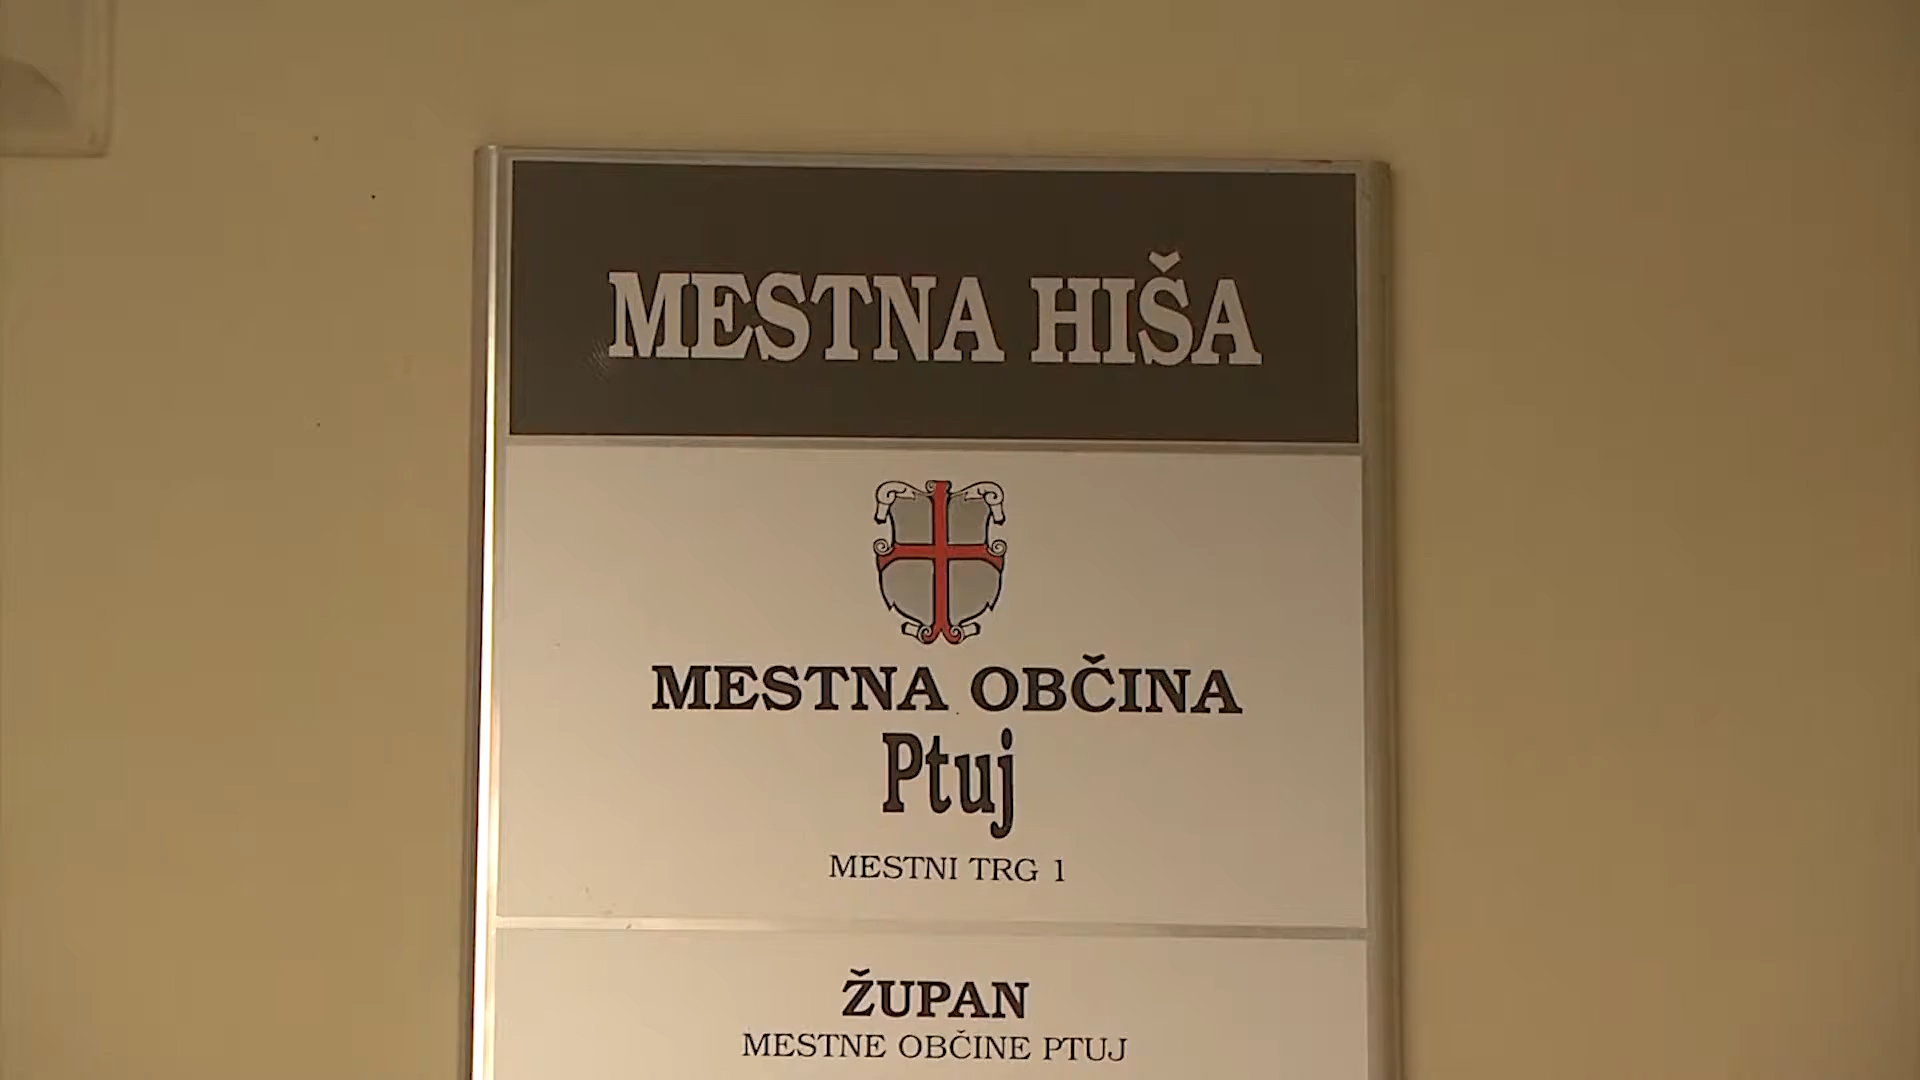 MESTNA HIŠA
MESTNA OBČINA
Ptuj
MESTNI TRG 1
ŽUPAN
MESTNE OBČINE PTUJ